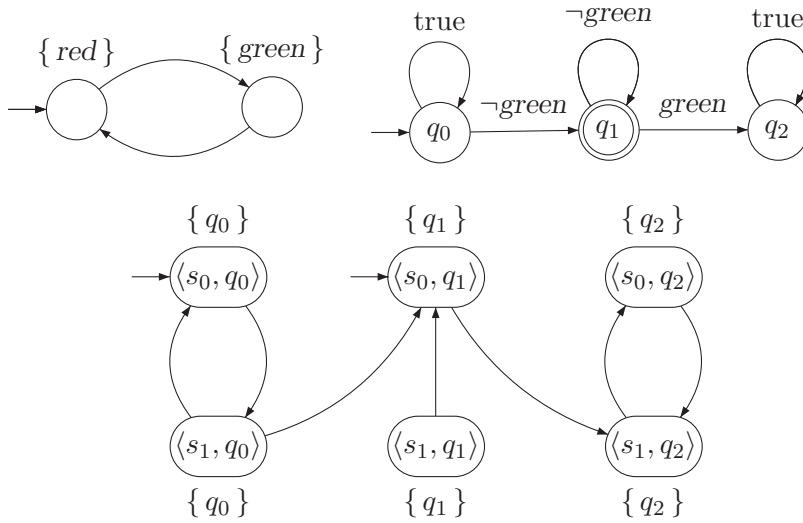 { red } { green } true ¬green true
¬green green
q₀ q₁ q₂
{ q₀ } { q₁ } { q₂ }
⟨s₀, q₀⟩ ⟨s₀, q₁⟩ ⟨s₀, q₂⟩
⟨s₁, q₀⟩ ⟨s₁, q₁⟩ ⟨s₁, q₂⟩
{ q₀ } { q₁ } { q₂ }